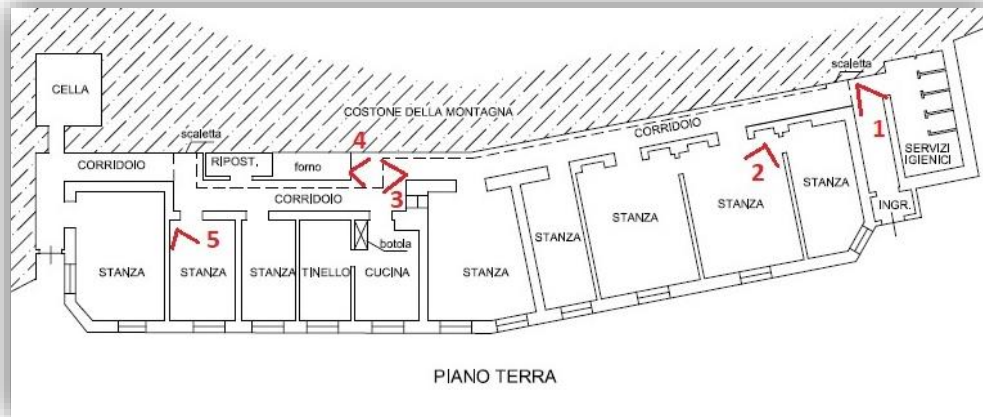 scaletta
CELLA
COSTONE DELLA MONTAGNA
1
CORRIDOIO
scaletta
4
SERVIZI
IGIENICI
CORRIDOIO
RIPOST.
forno
2
STANZA
3
CORRIDOIO
STANZA
STANZA
INGR.
STANZA
5
botola
STANZA
STANZA
STANZA
TINELLO
CUCINA
STANZA
PIANO TERRA